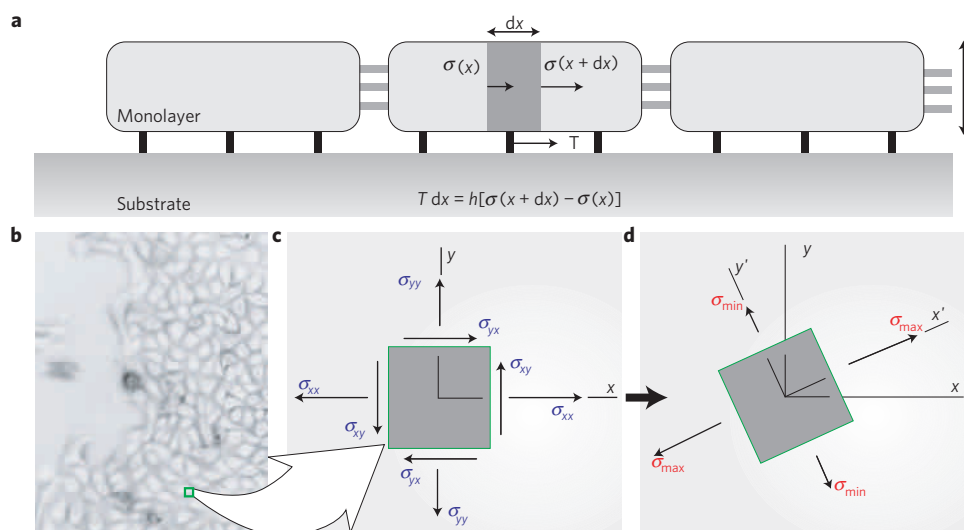 a
dx
σ(x)
σ(x + dx)
Monolayer
T
Substrate
T dx = h[σ(x + dx) − σ(x)]
b
c
d
y
σyy
σyx
σxy
σxx
x
σxx
σxy
σyx
σyy
y
y'
σmin
x'
σmax
x
σmax
σmin